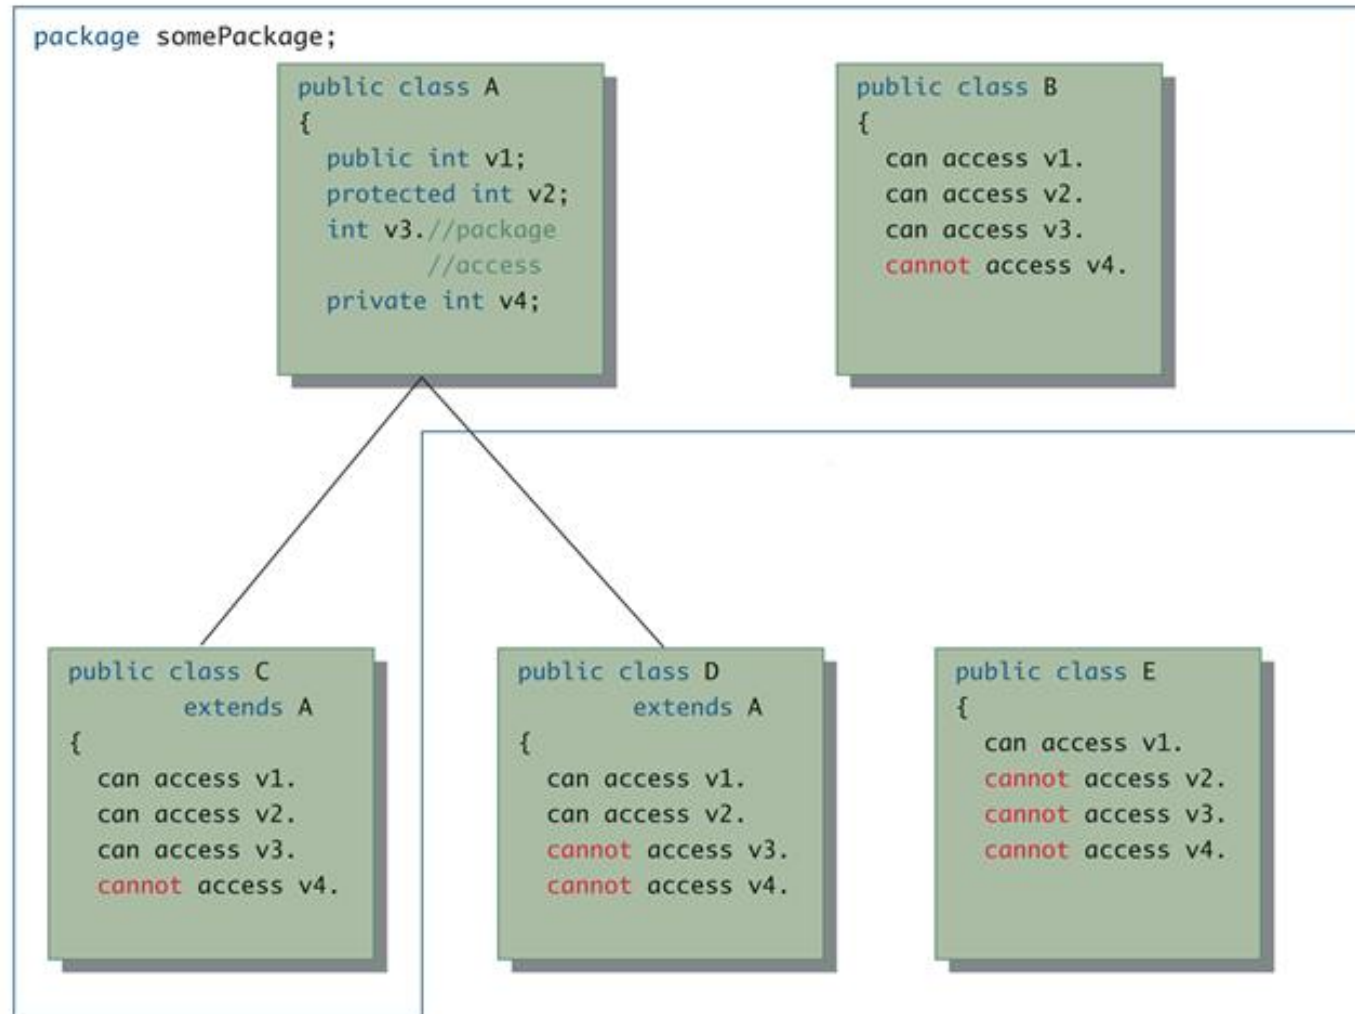 package somePackage;
public class A
{
public int v1;
protected int v2;
int v3.//package
//access
private int v4;
public class B
{
can access v1.
can access v2.
can access v3.
cannot access v4.
public class C
extends A
{
can access v1.
can access v2.
can access v3.
cannot access v4.
public class D
extends A
{
can access v1.
can access v2.
cannot access v3.
cannot access v4.
public class E
{
can access v1.
cannot access v2.
cannot access v3.
cannot access v4.